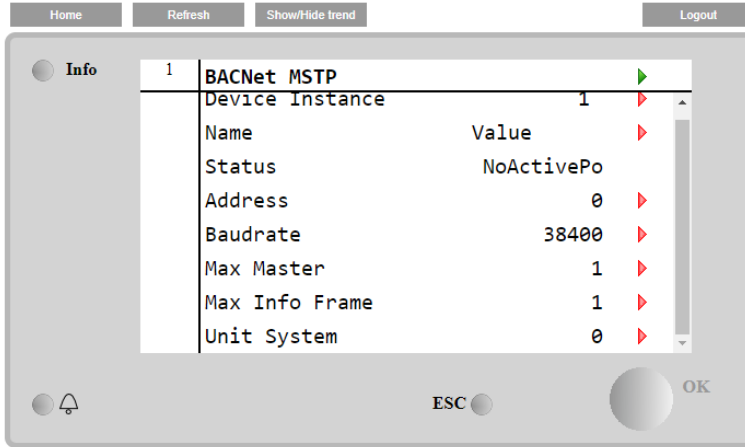 Home Refresh Show/Hide trend Logout
Info
1 BACNet MSTP
Device Instance 1
Name Value
Status NoActivePo
Address 0
Baudrate 38400
Max Master 1
Max Info Frame 1
Unit System 0
ESC OK